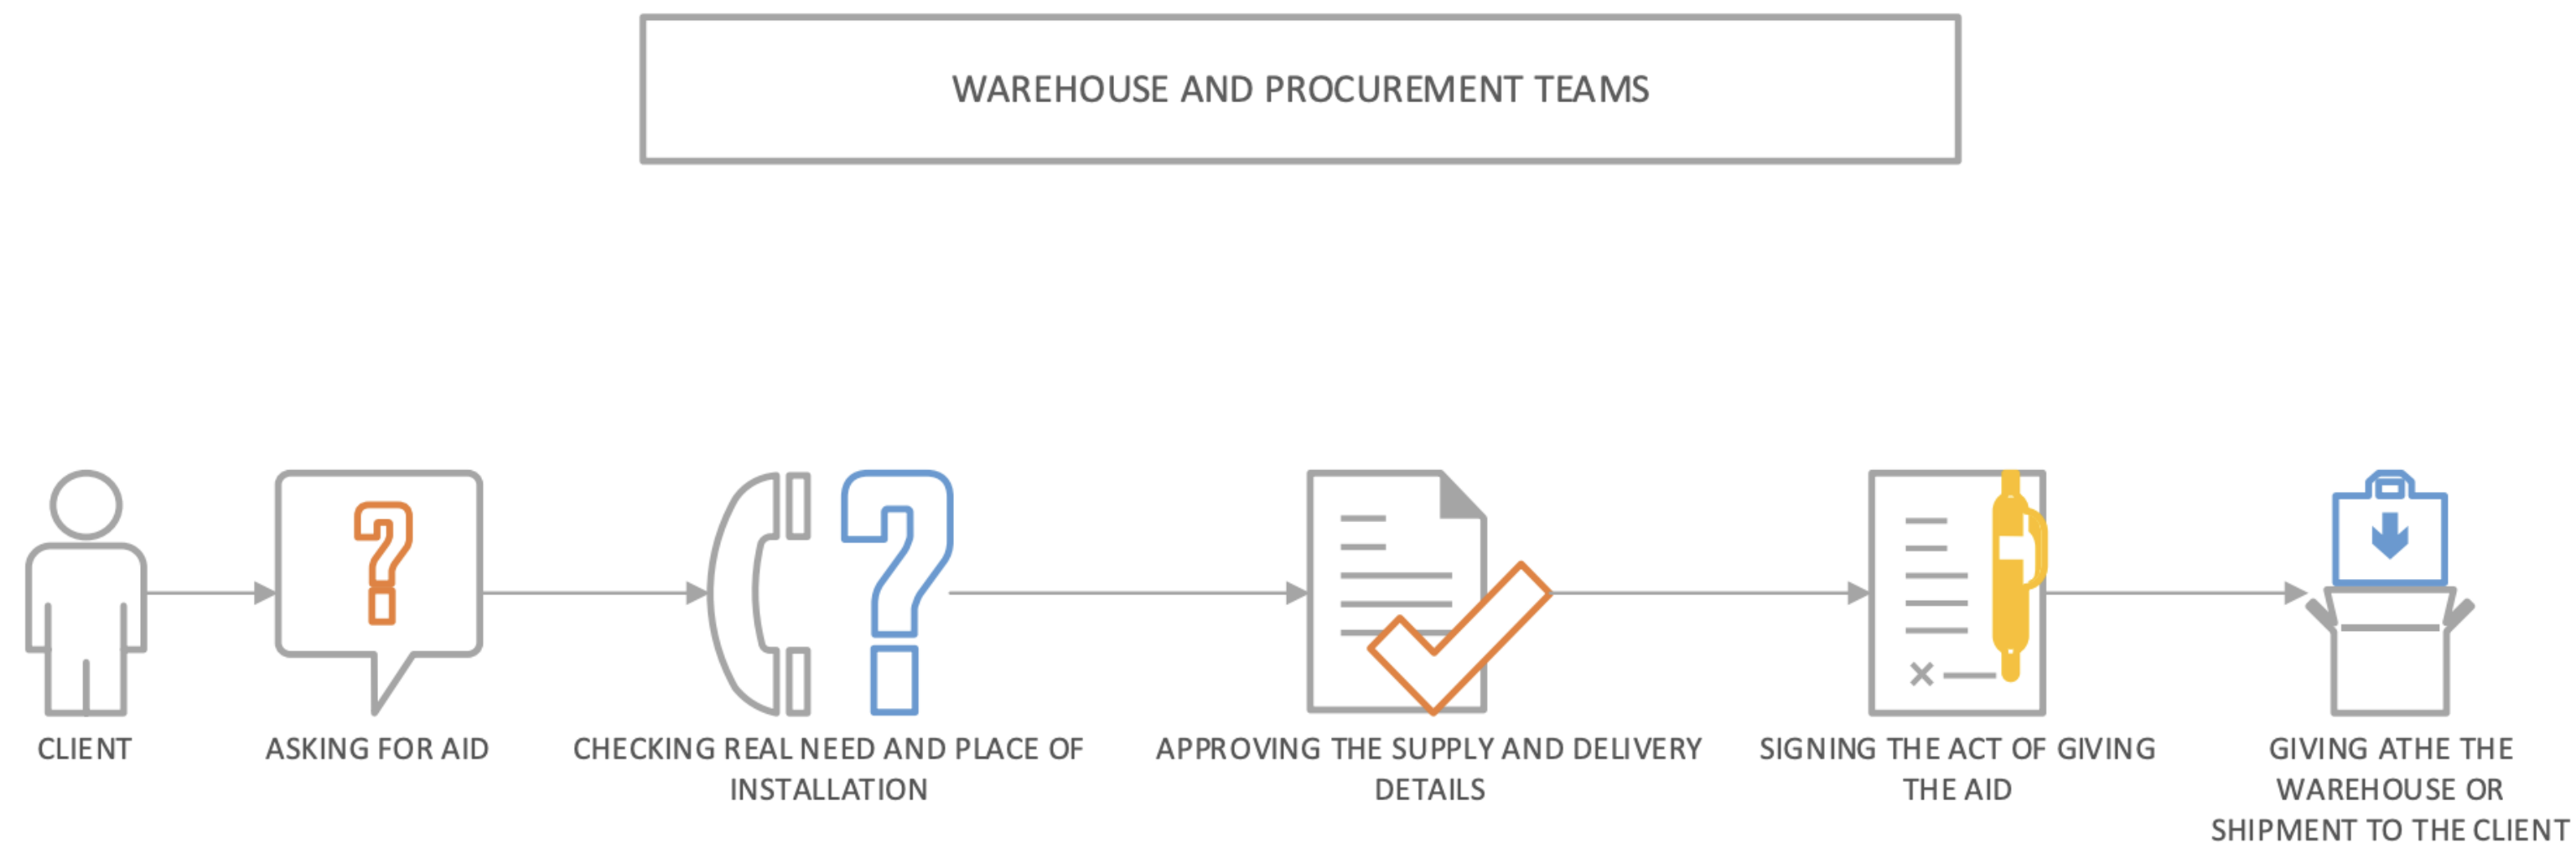 WAREHOUSE AND PROCUREMENT TEAMS
CLIENT
ASKING FOR AID
CHECKING REAL NEED AND PLACE OF
INSTALLATION
APPROVING THE SUPPLY AND DELIVERY
DETAILS
SIGNING THE ACT OF GIVING
THE AID
GIVING ATHE THE
WAREHOUSE OR
SHIPMENT TO THE CLIENT